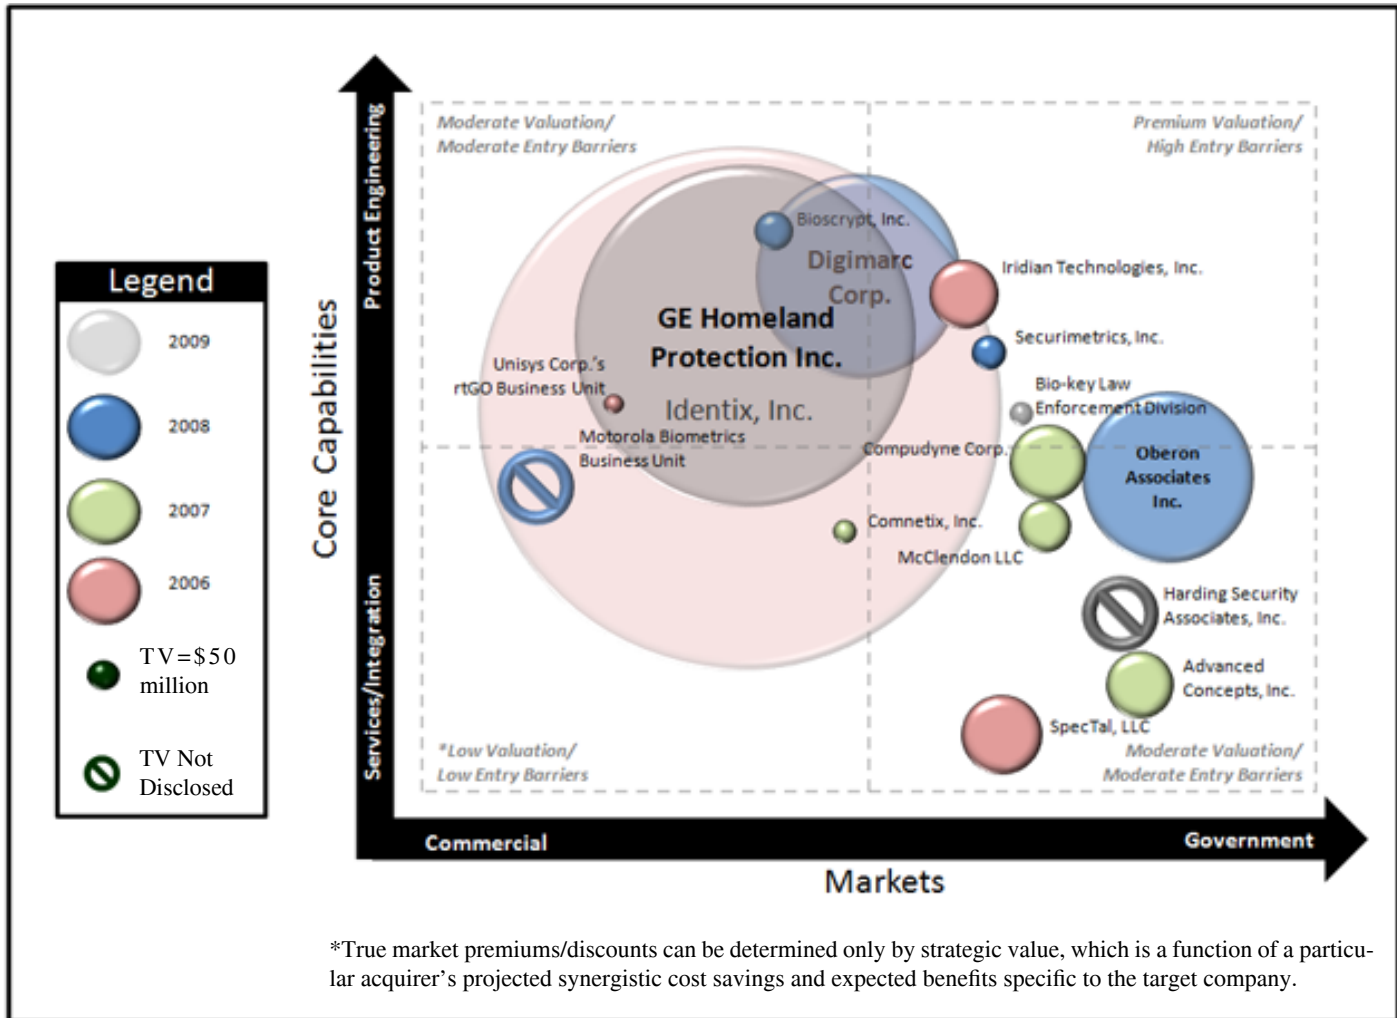 Legend
2009
2008
2007
2006
TV=$50
million
TV Not
Disclosed
Core Capabilities
Product Engineering
Services/Integration
Moderate Valuation/
Moderate Entry Barriers
Premium Valuation/
High Entry Barriers
Bioscrypt, Inc.
Digimarc
Corp.
Iridian Technologies, Inc.
GE Homeland
Protection Inc.
Securimetrics, Inc.
Unisys Corp.'s
rtGO Business Unit
Identix, Inc.
Bio-key Law
Enforcement Division
Motorola Biometrics
Business Unit
Compudyne Corp.
Oberon
Associates
Inc.
Comnetix, Inc.
McClendon LLC
Harding Security
Associates, Inc.
Advanced
Concepts, Inc.
SpecTal, LLC
*Low Valuation/
Low Entry Barriers
Moderate Valuation/
Moderate Entry Barriers
Commercial
Government
Markets
*True market premiums/discounts can be determined only by strategic value, which is a function of a particu-
lar acquirer's projected synergistic cost savings and expected benefits specific to the target company.